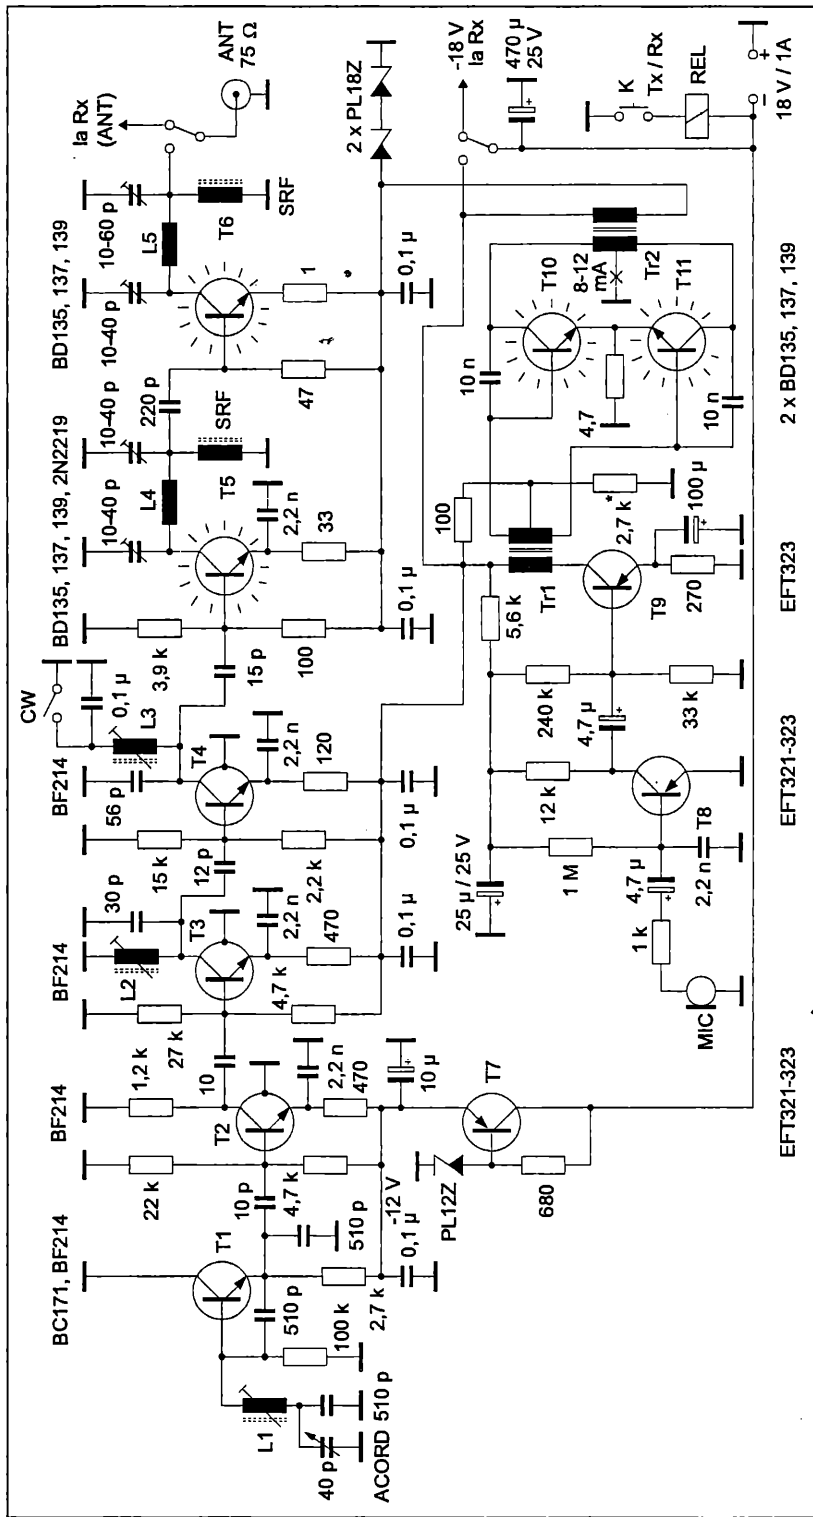 BC171, BF214
BF214
BF214
BF214
BD135, 137, 139, 2N2219
BD135, 137, 139
CW
0,1 µ
L3
Ia Rx
(ANT)
ANT
75 Ω
22 k
1,2 k
27 k
L2
30 p
15 k
56 p
3,9 k
10-40 p
L4
10-40 p
220 p
10-40 p
L5
10-60 p
T1
T2
T3
T4
T5
SRF
T6
SRF
10 p
10
12 p
15 p
L1
40 p
ACORD
510 p
510 p
100 k
510 p
2,7 k
4,7 k
-12 V
0,1 µ
2,2 n
470
10 µ
4,7 k
2,2 n
470
0,1 µ
2,2 k
2,2 n
120
0,1 µ
100
2,2 n
33
0,1 µ
47
1
0,1 µ
2 x PL18Z
PL12Z
T7
680
EFT321-323
MIC
1 k
4,7 µ
2,2 n
T8
1 M
12 k
25 µ / 25 V
4,7 µ
240 k
33 k
EFT321-323
5,6 k
100
Tr1
T9
2,7 k
*
270
100 µ
EFT323
10 n
10 n
4,7
T10
T11
8-12
mA
Tr2
2 x BD135, 137, 139
-18 V
Ia Rx
470 µ
25 V
K
Tx / Rx
REL
18 V / 1A